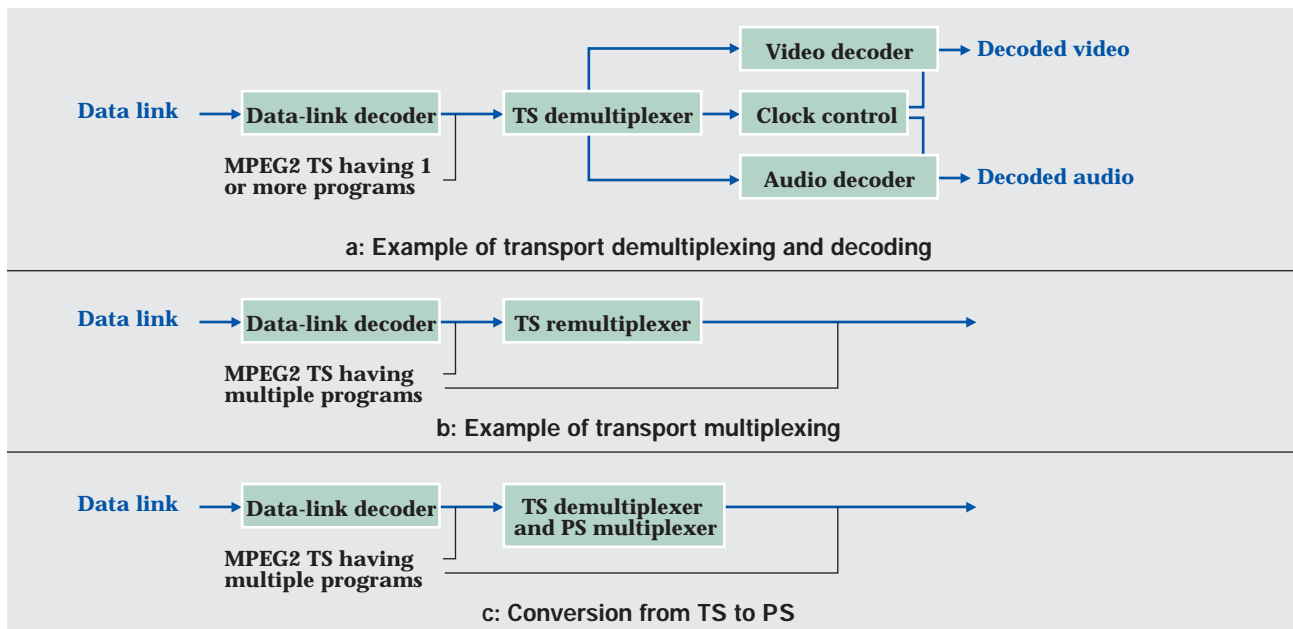 Video decoder
Decoded video
Data link
Data-link decoder
TS demultiplexer
Clock control
MPEG2 TS having 1
or more programs
Audio decoder
Decoded audio
a: Example of transport demultiplexing and decoding
Data link
Data-link decoder
TS remultiplexer
MPEG2 TS having
multiple programs
b: Example of transport multiplexing
Data link
Data-link decoder
TS demultiplexer
and PS multiplexer
MPEG2 TS having
multiple programs
c: Conversion from TS to PS